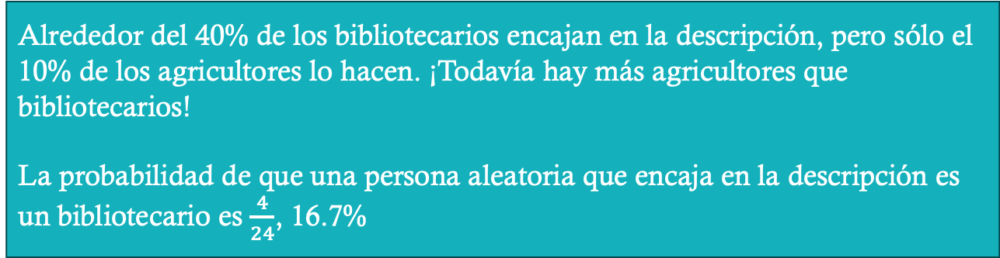 Alrededor del 40% de los bibliotecarios encajan en la descripción, pero sólo el
10% de los agricultores lo hacen. ¡Todavía hay más agricultores que
bibliotecarios!
La probabilidad de que una persona aleatoria que encaja en la descripción es
un bibliotecario es 4/24, 16.7%